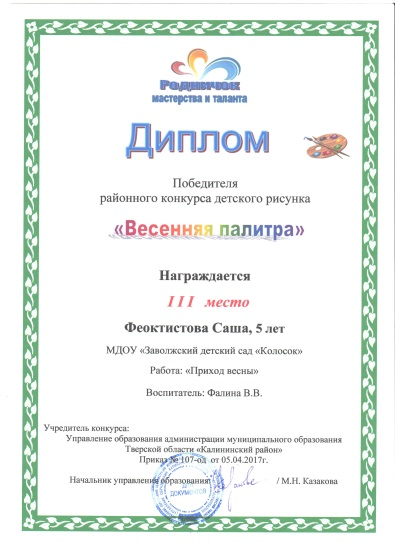 Родничок
мастерства и таланта
Диплом
Победителя
районного конкурса детского рисунка
«Весенняя палитра»
Награждается
III место
Феоктистова Саша, 5 лет
МДОУ «Заволжский детский сад «Колосок»
Работа: «Приход весны»
Воспитатель: Фалина В.В.
Учредитель конкурса:
Управление образования администрации муниципального образования
Тверской области «Калининский район»
Приказ № 107-од от 05.04.2017г.
Начальник управления образования / М.Н. Казакова
ДОКУМЕНТОВ